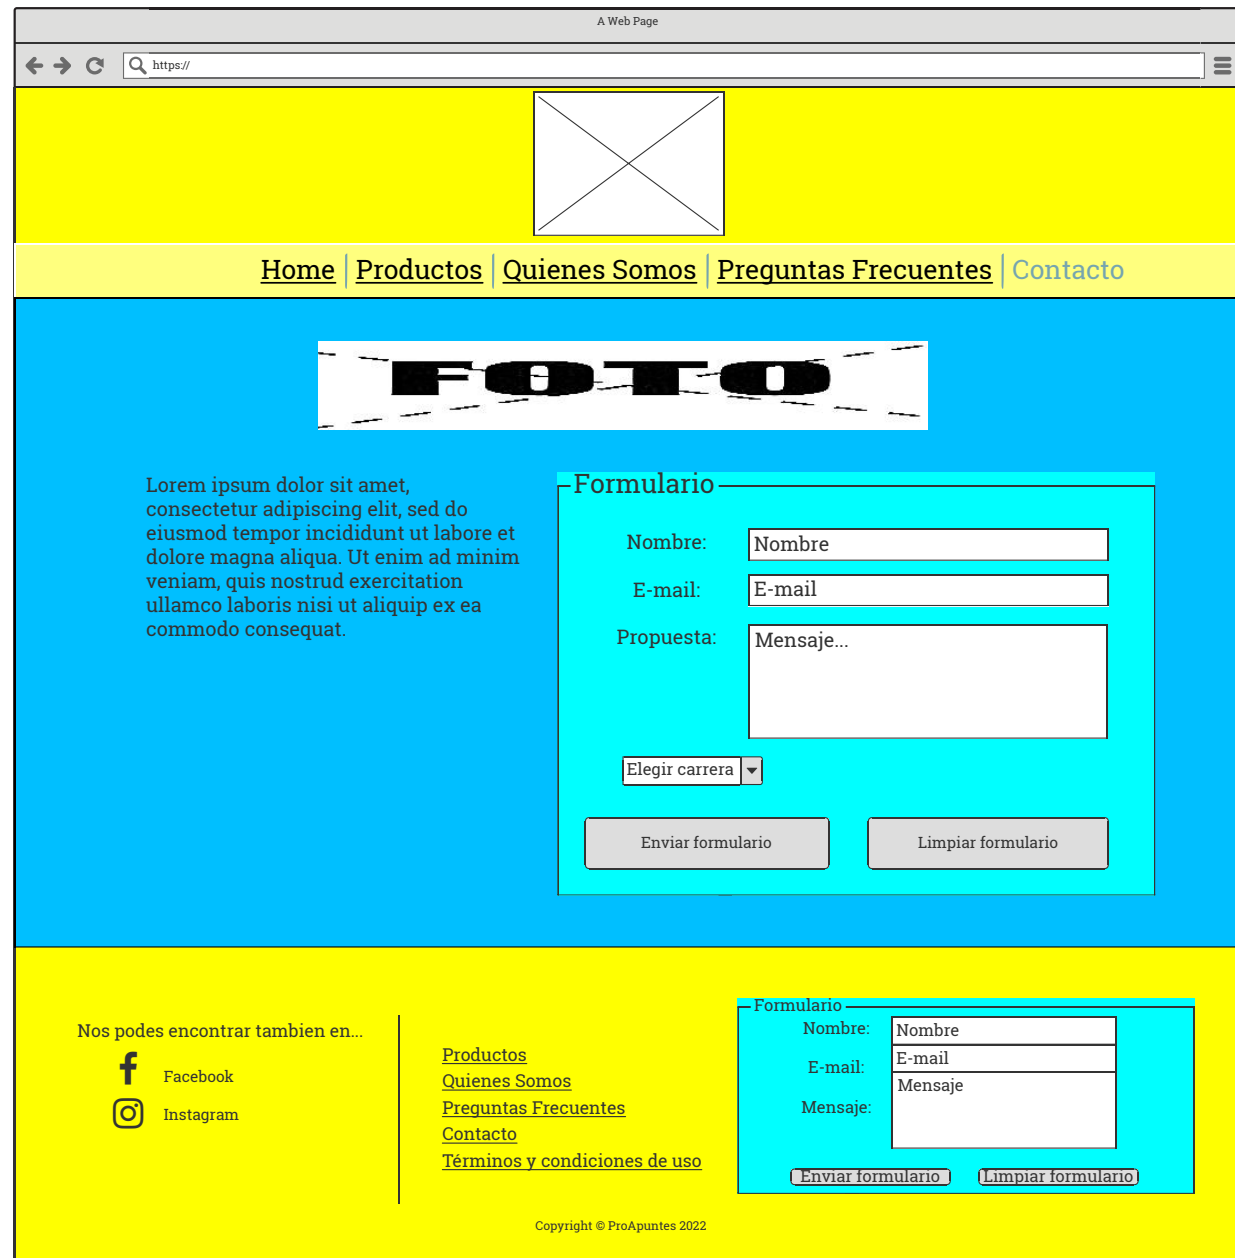 A Web Page
https://
Home | Productos | Quienes Somos | Preguntas Frecuentes | Contacto
FOTO
Lorem ipsum dolor sit amet,
consectetur adipiscing elit, sed do
eiusmod tempor incididunt ut labore et
dolore magna aliqua. Ut enim ad minim
veniam, quis nostrud exercitation
ullamco laboris nisi ut aliquip ex ea
commodo consequat.
Formulario
Nombre: Nombre
E-mail: E-mail
Propuesta: Mensaje...
Elegir carrera
Enviar formulario Limpiar formulario
Nos podes encontrar tambien en...
Facebook
Instagram
Productos
Quienes Somos
Preguntas Frecuentes
Contacto
Términos y condiciones de uso
Formulario
Nombre: Nombre
E-mail: E-mail
Mensaje: Mensaje
Enviar formulario Limpiar formulario
Copyright © ProApuntes 2022